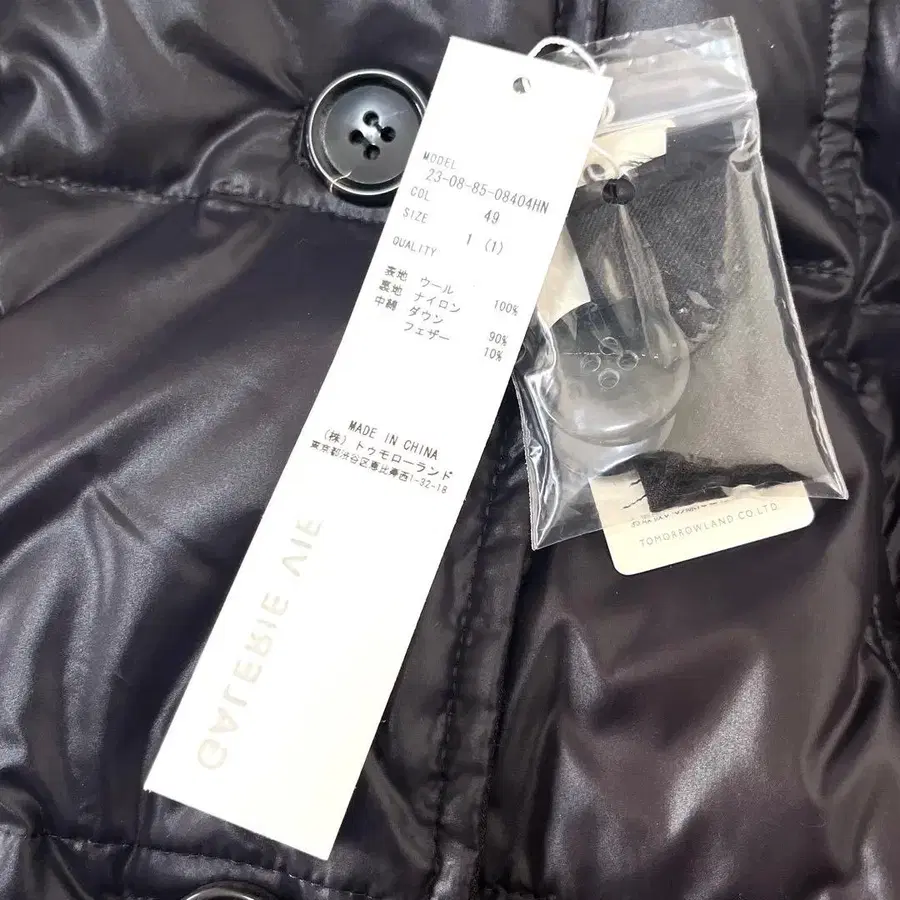 MODEL
23-08-85-08404HN
COL 49
SIZE 1 (1)
QUALITY
表地 ウール 100%
裏地 ナイロン
中綿 ダウン 90%
フェザー 10%
MADE IN CHINA
(株)トゥモローランド
東京都渋谷区恵比寿西1-32-18
GALERIE VIE
TOMORROWLAND CO.LTD.